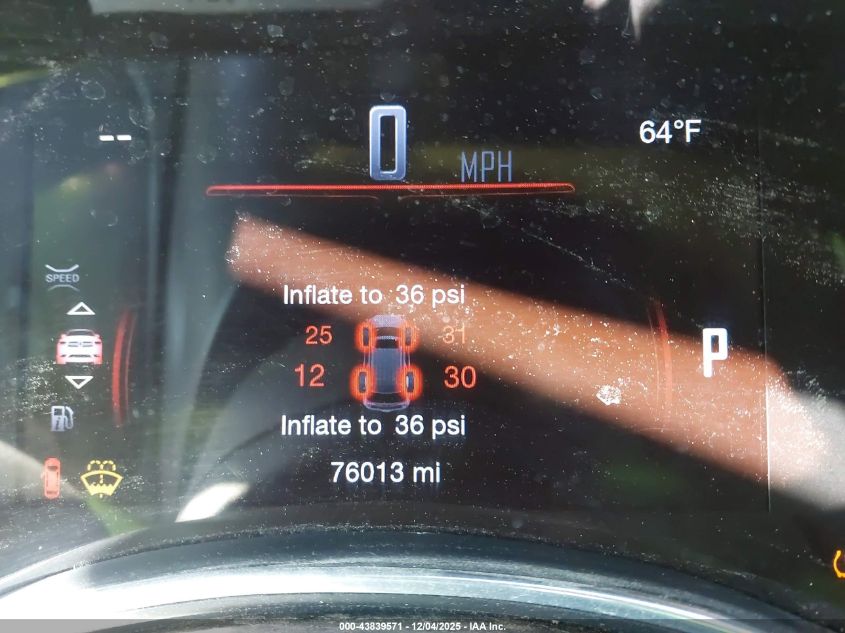 0 MPH
--
64°F
SPEED
Inflate to 36 psi
25 31
12 30
P
Inflate to 36 psi
76013 mi
000-43839571 - 12/04/2025 - IAA Inc.